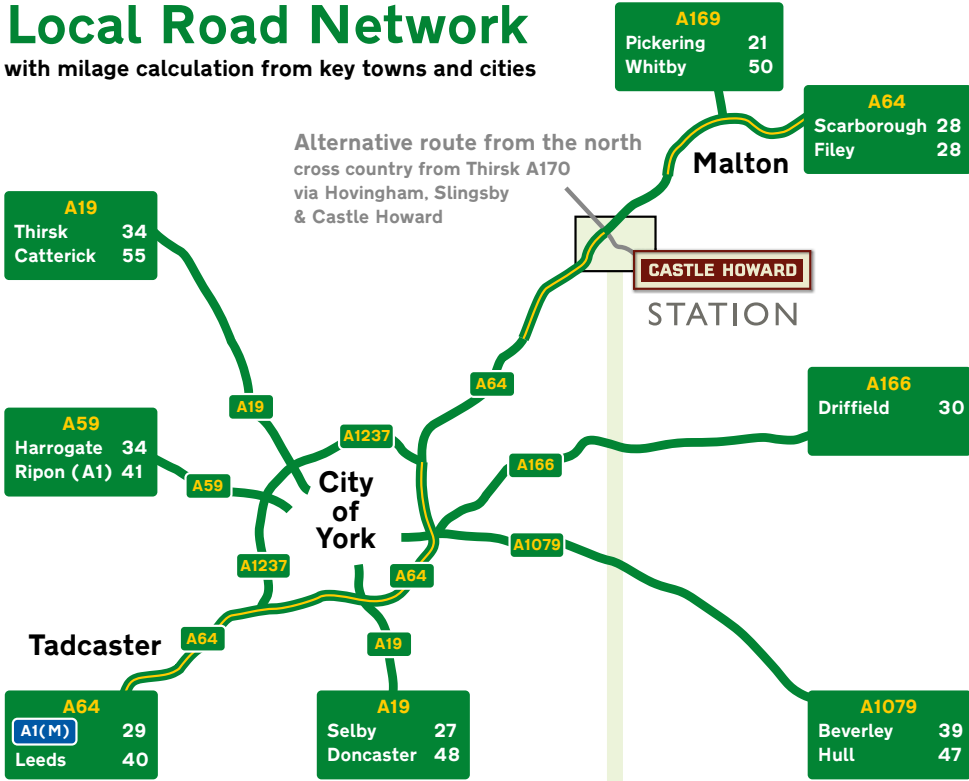 Local Road Network
with milage calculation from key towns and cities
A169
Pickering 21
Whitby 50
A64
Scarborough 28
Filey 28
Alternative route from the north
cross country from Thirsk A170
via Hovingham, Slingsby
& Castle Howard
Malton
A19
Thirsk 34
Catterick 55
CASTLE HOWARD
STATION
A64
A166
Driffield 30
A19
A59
Harrogate 34
Ripon (A1) 41
A1237
A166
A59
City
of
York
A1079
A1237
A64
Tadcaster
A64
A19
A64
A1(M) 29
Leeds 40
A19
Selby 27
Doncaster 48
A1079
Beverley 39
Hull 47